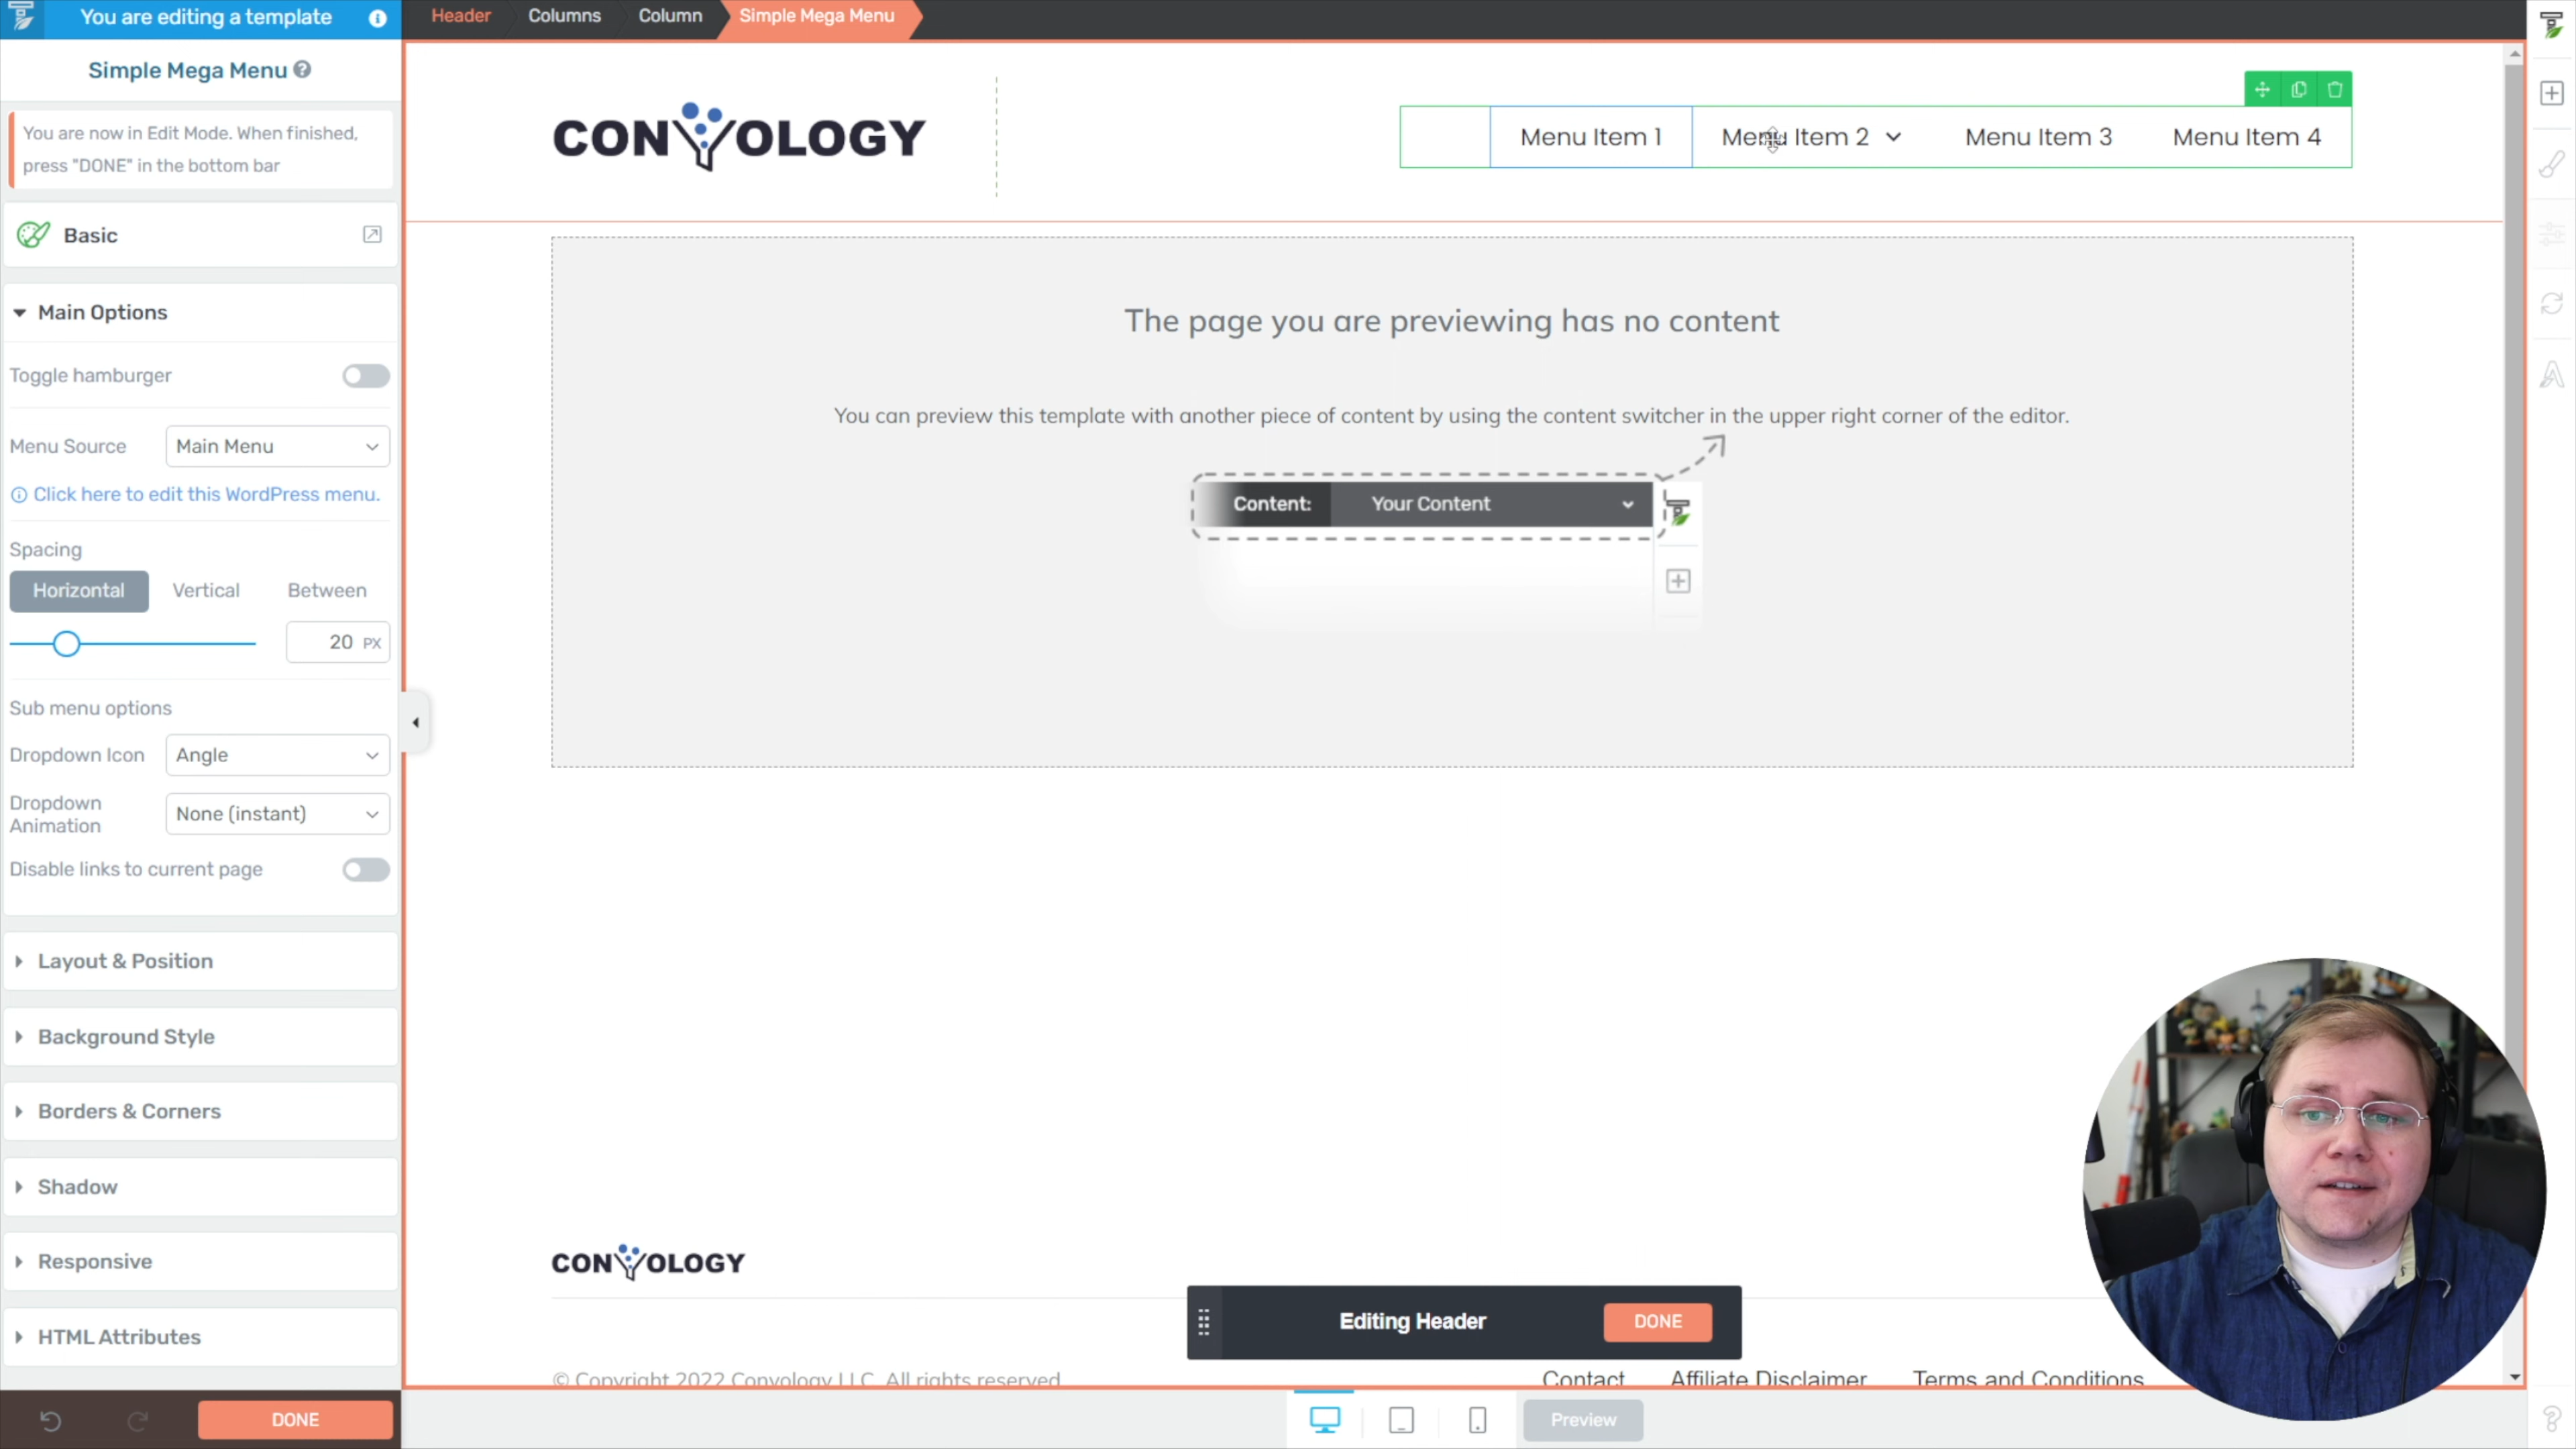 You are editing a template
Header
Columns
Column
Simple Mega Menu
Simple Mega Menu
You are now in Edit Mode. When finished,
press "DONE" in the bottom bar
Basic
Main Options
Toggle hamburger
Menu Source
Main Menu
Click here to edit this WordPress menu.
Spacing
Horizontal
Vertical
Between
20 PX
Sub menu options
Dropdown Icon
Angle
Dropdown
Animation
None (instant)
Disable links to current page
Layout & Position
Background Style
Borders & Corners
Shadow
Responsive
HTML Attributes
DONE
CONVOLOGY
Menu Item 1
Menu Item 2
Menu Item 3
Menu Item 4
The page you are previewing has no content
You can preview this template with another piece of content by using the content switcher in the upper right corner of the editor.
Content:
Your Content
CONVOLOGY
Editing Header
DONE
© Copyright 2022 Convology LLC. All rights reserved
Contact
Affiliate Disclaimer
Terms and Conditions
Preview